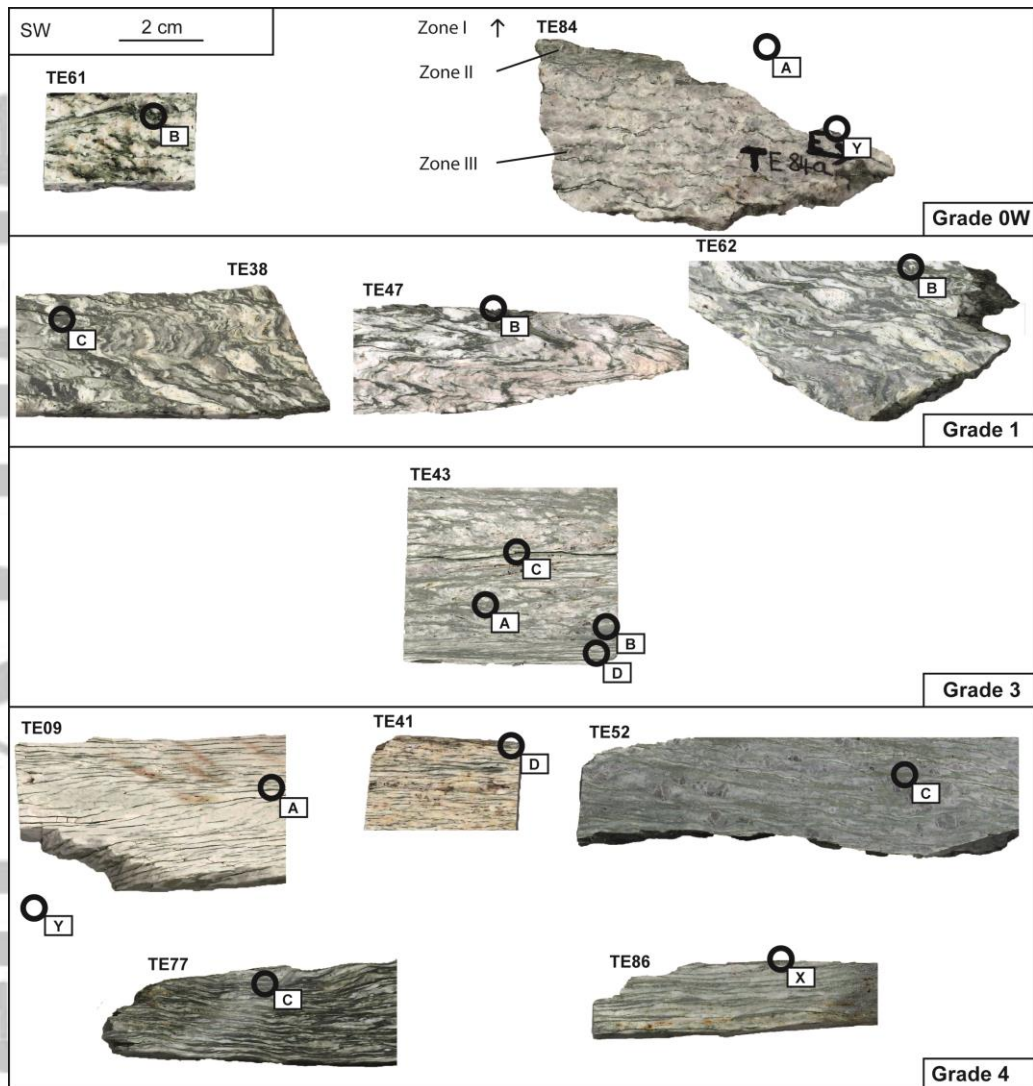 SW
2 cm
Zone I ↑
TE84
A
Zone II
TE61
B
Y
Zone III
TE84a
Grade 0W
TE38
TE47
TE62
B
C
B
Grade 1
TE43
C
A
B
D
Grade 3
TE09
TE41
TE52
D
C
A
Y
TE77
TE86
C
X
Grade 4